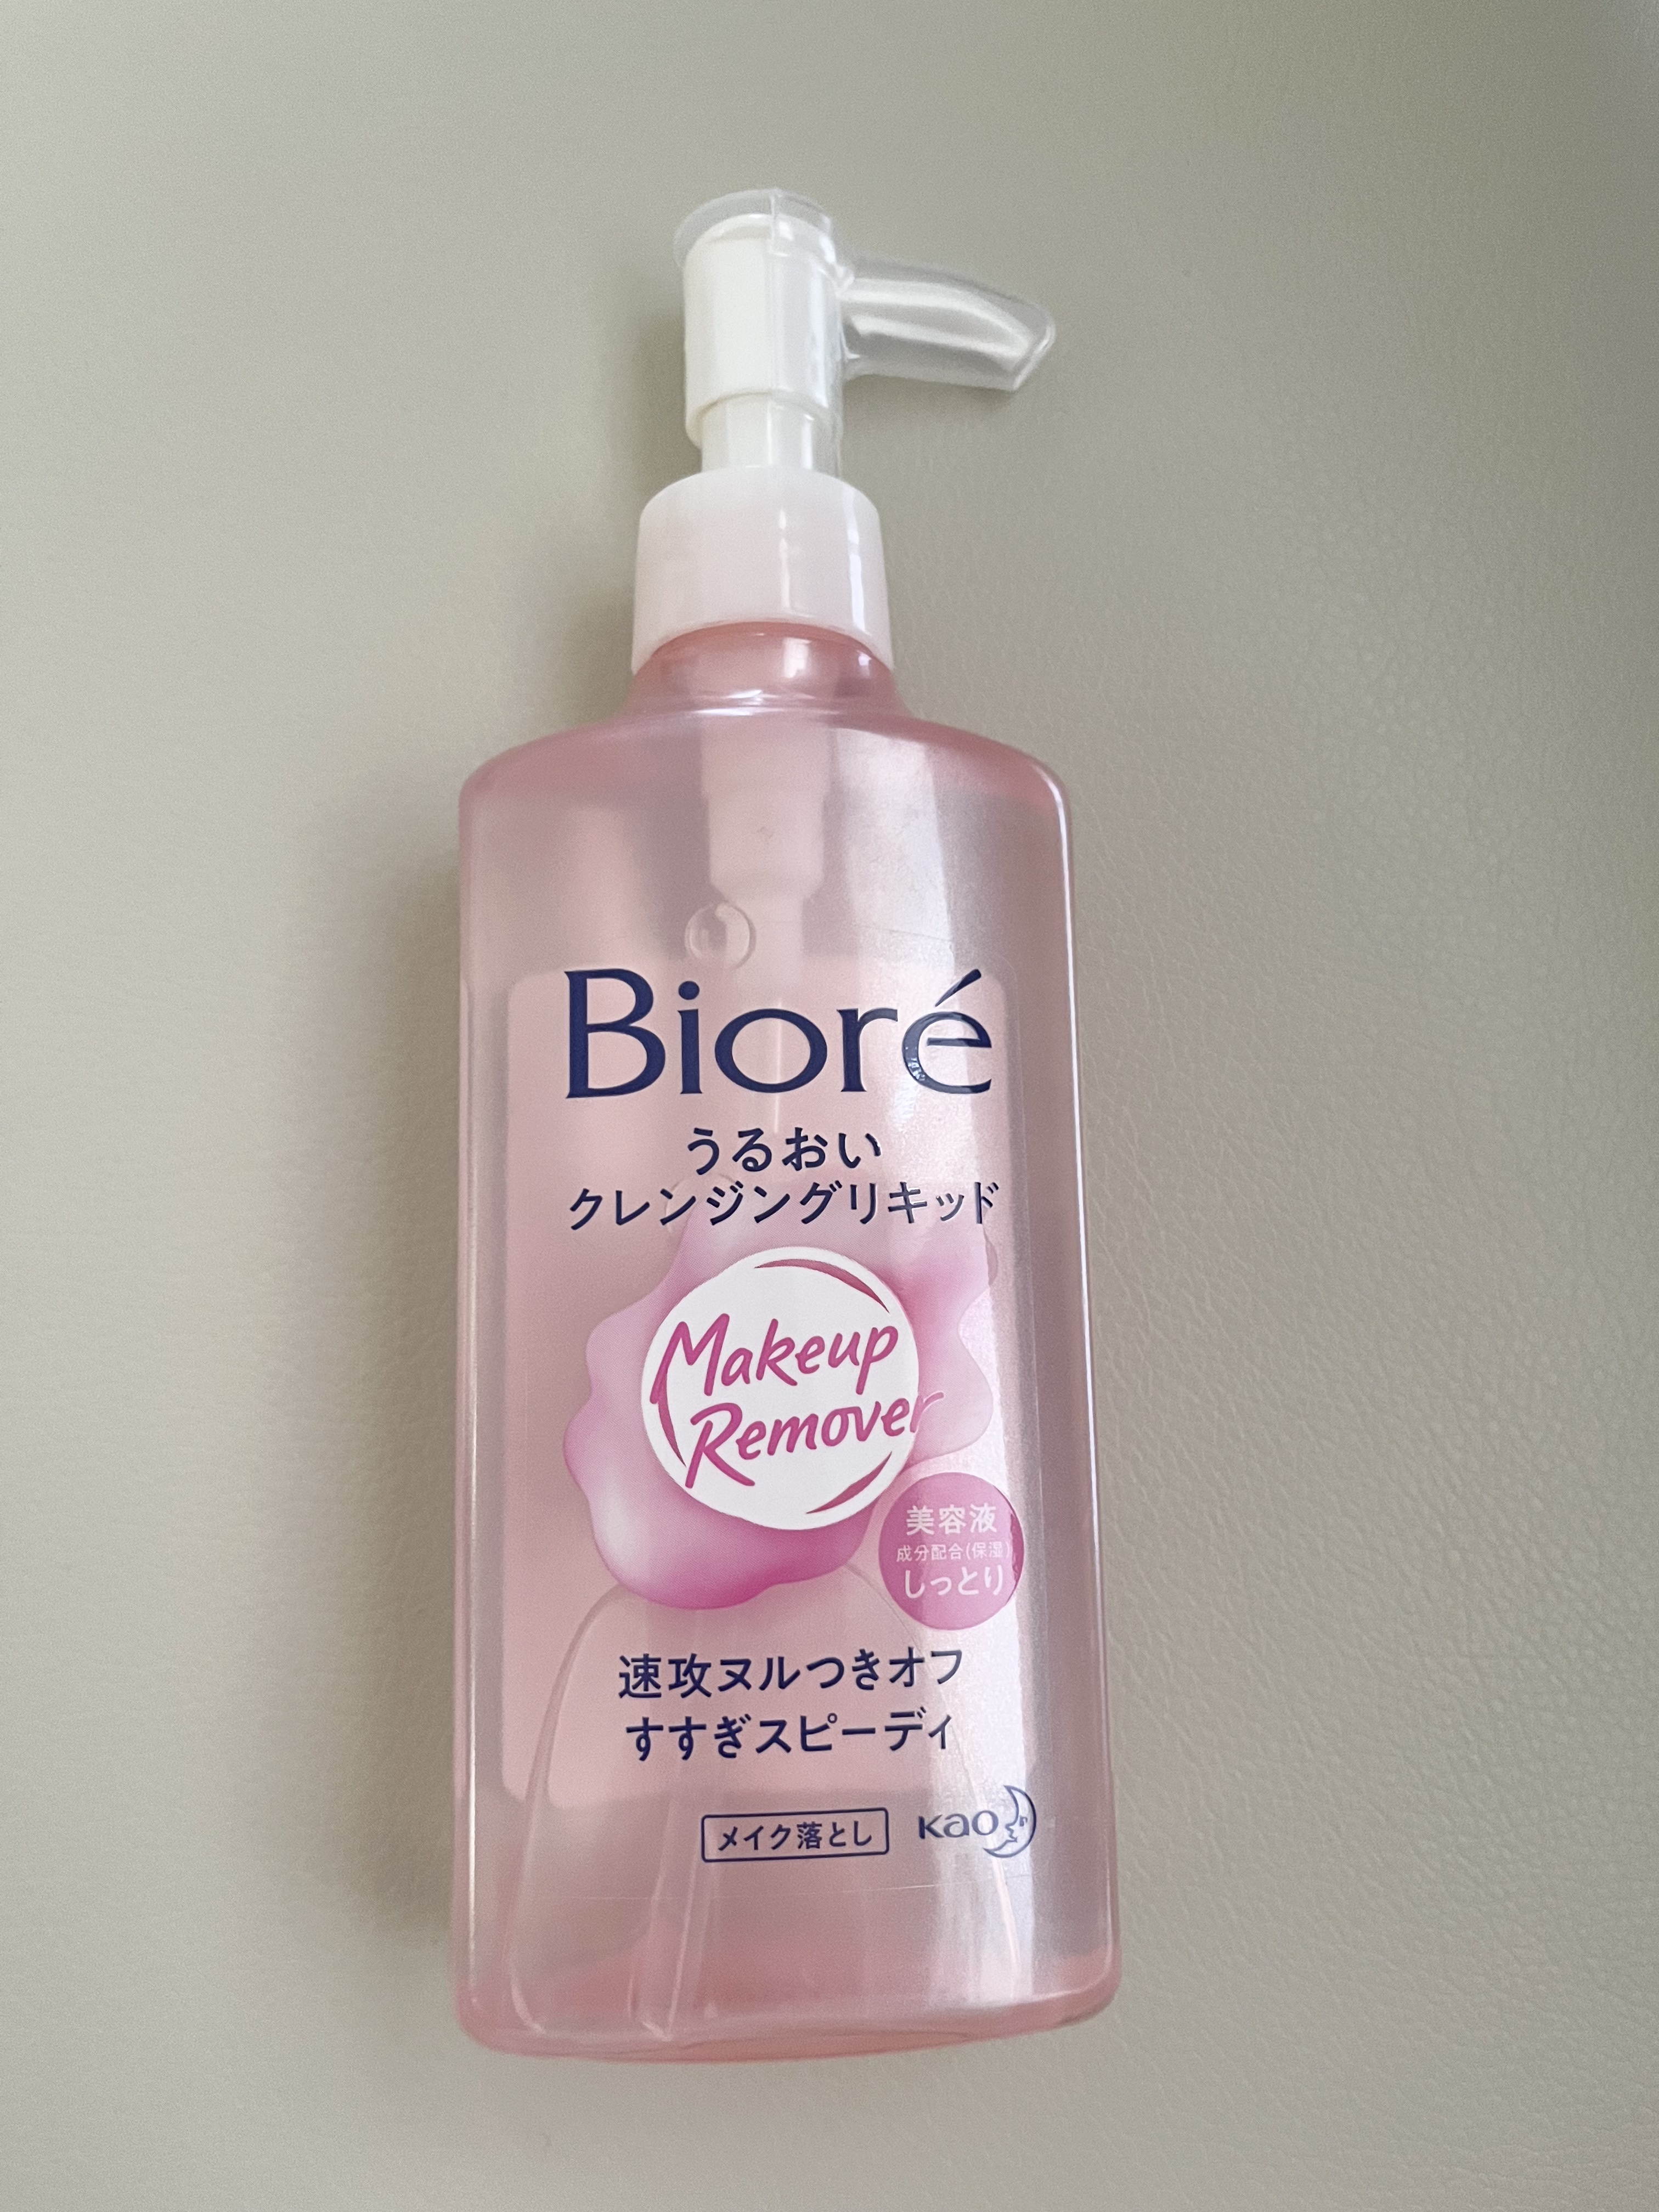 Bioré
うるおい
クレンジングリキッド
Makeup
Remover
美容液
成分配合(保湿)
しっとり
速攻ヌルつきオフ
すすぎスピーディ
メイク落とし
Kao